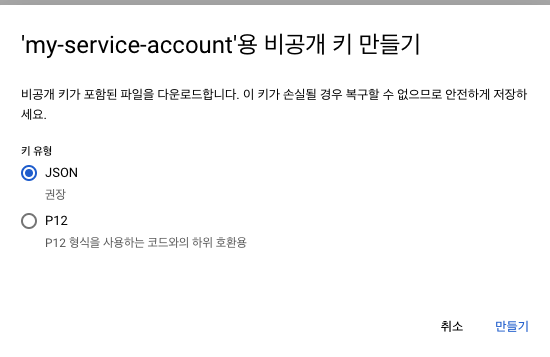 'my-service-account'용 비공개 키 만들기
비공개 키가 포함된 파일을 다운로드합니다. 이 키가 손실될 경우 복구할 수 없으므로 안전하게 저장하
세요.
키 유형
JSON
권장
P12
P12 형식을 사용하는 코드와의 하위 호환용
취소 만들기